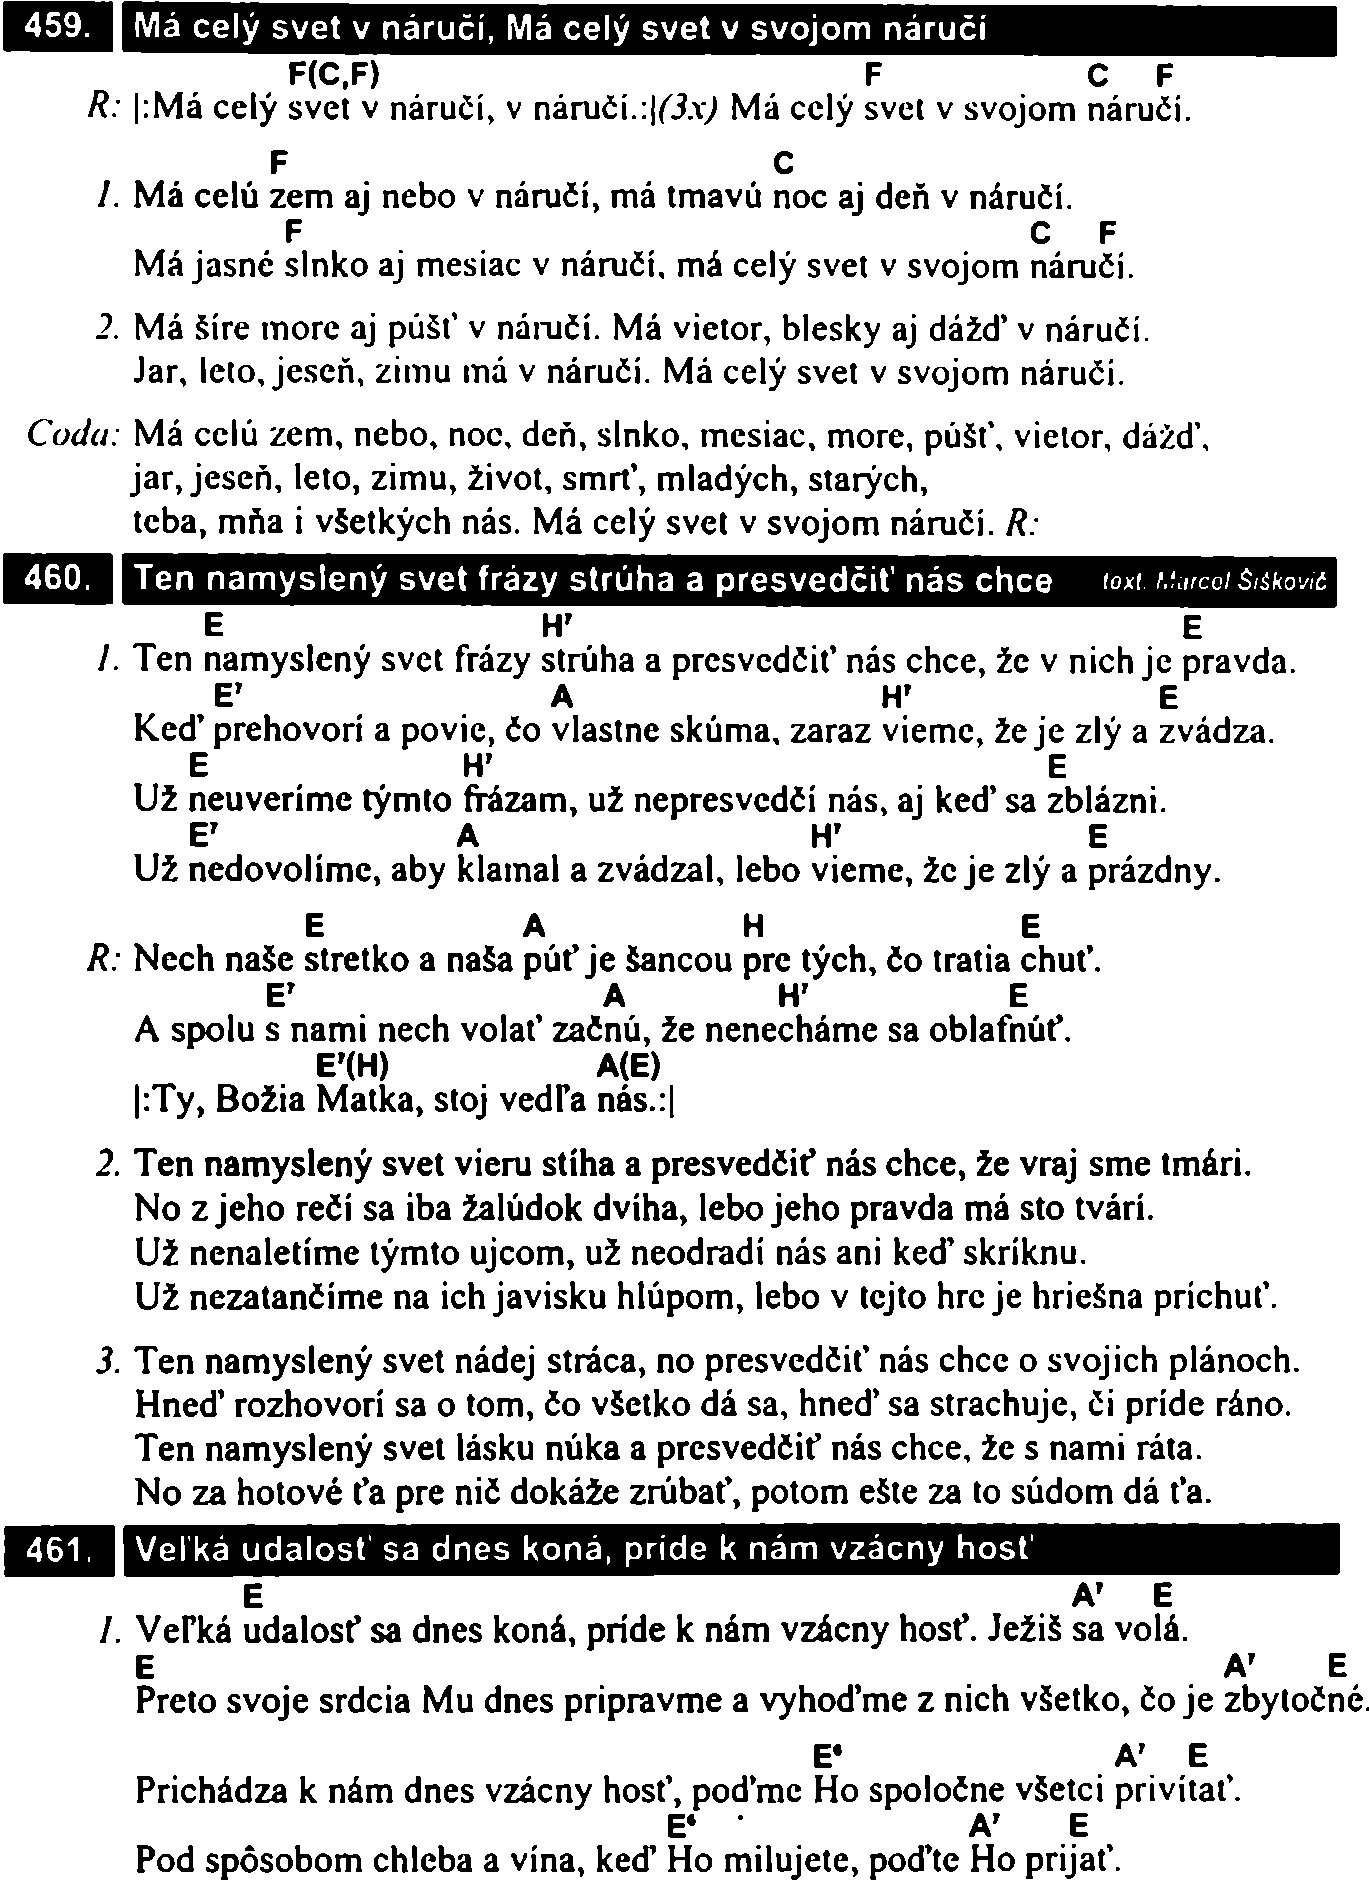 459. Má celý svet v náručí, Má celý svet v svojom náručí
F(C,F) F C F
R: |:Má celý svet v náručí, v náručí.:|(3x) Má celý svet v svojom náručí.
F C
1. Má celú zem aj nebo v náručí, má tmavú noc aj deň v náručí.
F C F
Má jasné slnko aj mesiac v náručí, má celý svet v svojom náručí.
2. Má šíre more aj púšť v náručí. Má vietor, blesky aj dážď v náručí.
Jar, leto, jeseň, zimu má v náručí. Má celý svet v svojom náručí.
Coda: Má celú zem, nebo, noc, deň, slnko, mesiac, more, púšť, vietor, dážď,
jar, jeseň, leto, zimu, život, smrť, mladých, starých,
teba, mňa i všetkých nás. Má celý svet v svojom náručí. R:
460. Ten namyslený svet frázy strúha a presvedčiť nás chce text: Marcel Šiškovič
E H7 E
1. Ten namyslený svet frázy strúha a presvedčiť nás chce, že v nich je pravda.
E7 A H7 E
Keď prehovorí a povie, čo vlastne skúma, zaraz vieme, že je zlý a zvádza.
E H7 E
Už neuveríme týmto frázam, už nepresvedčí nás, aj keď sa zblázni.
E7 A H7 E
Už nedovolíme, aby klamal a zvádzal, lebo vieme, že je zlý a prázdny.
E A H E
R: Nech naše stretko a naša púť je šancou pre tých, čo tratia chuť.
E7 A H7 E
A spolu s nami nech volať začnú, že nenecháme sa oblafnúť.
E7(H) A(E)
|:Ty, Božia Matka, stoj vedľa nás.:|
2. Ten namyslený svet vieru stíha a presvedčiť nás chce, že vraj sme tmári.
No z jeho rečí sa iba žalúdok dvíha, lebo jeho pravda má sto tvárí.
Už nenaletíme týmto ujcom, už neodradí nás ani keď skríknu.
Už nezatančíme na ich javisku hlúpom, lebo v tejto hre je hriešna príchuť.
3. Ten namyslený svet nádej stráca, no presvedčiť nás chce o svojich plánoch.
Hneď rozhovorí sa o tom, čo všetko dá sa, hneď sa strachuje, či príde ráno.
Ten namyslený svet lásku núka a presvedčiť nás chce, že s nami ráta.
No za hotové ťa pre nič dokáže zrúbať, potom ešte za to súdom dá ťa.
461. Veľká udalosť sa dnes koná, príde k nám vzácny hosť
E A7 E
1. Veľká udalosť sa dnes koná, príde k nám vzácny hosť. Ježiš sa volá.
E A7 E
Preto svoje srdcia Mu dnes pripravme a vyhoďme z nich všetko, čo je zbytočné.
E6 A7 E
Prichádza k nám dnes vzácny hosť, poďme Ho spoločne všetci privítať.
E6 A7 E
Pod spôsobom chleba a vína, keď Ho milujete, poďte Ho prijať.